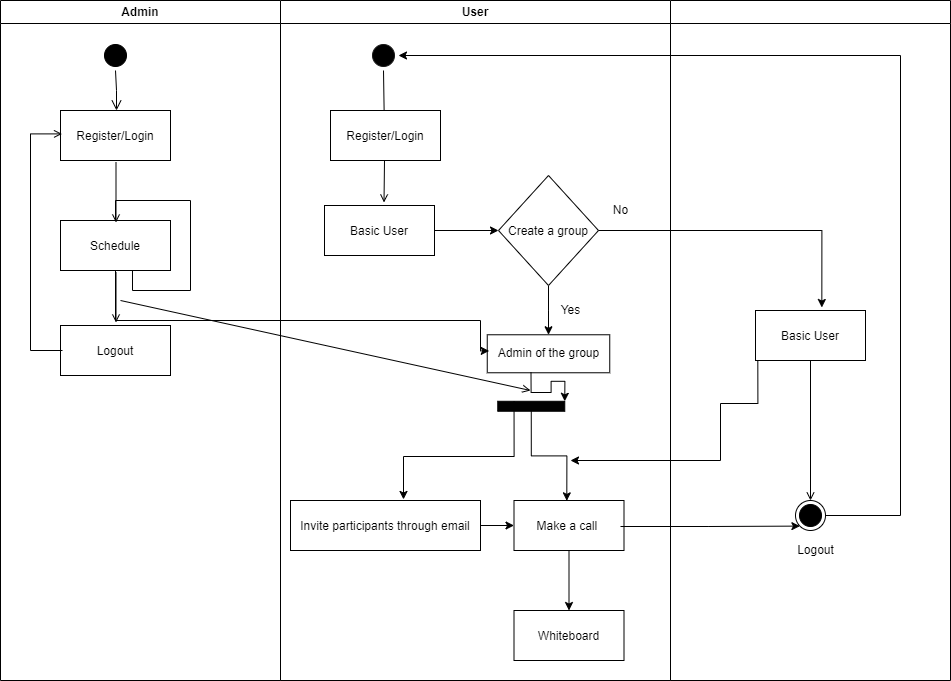 Admin
User
Register/Login
Register/Login
Schedule
Basic User
Create a group
No
Yes
Logout
Admin of the group
Basic User
Invite participants through email
Make a call
Logout
Whiteboard